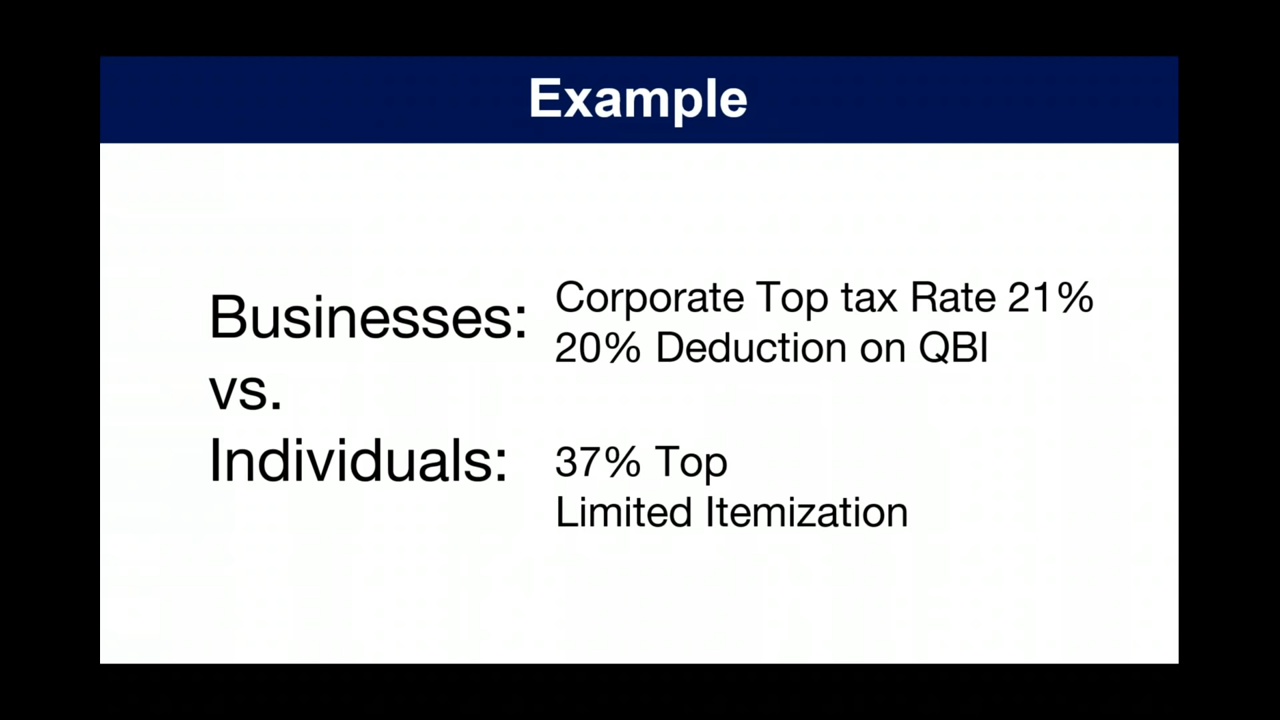 Example
Businesses:
Corporate Top tax Rate 21%
20% Deduction on QBI
vs.
Individuals:
37% Top
Limited Itemization